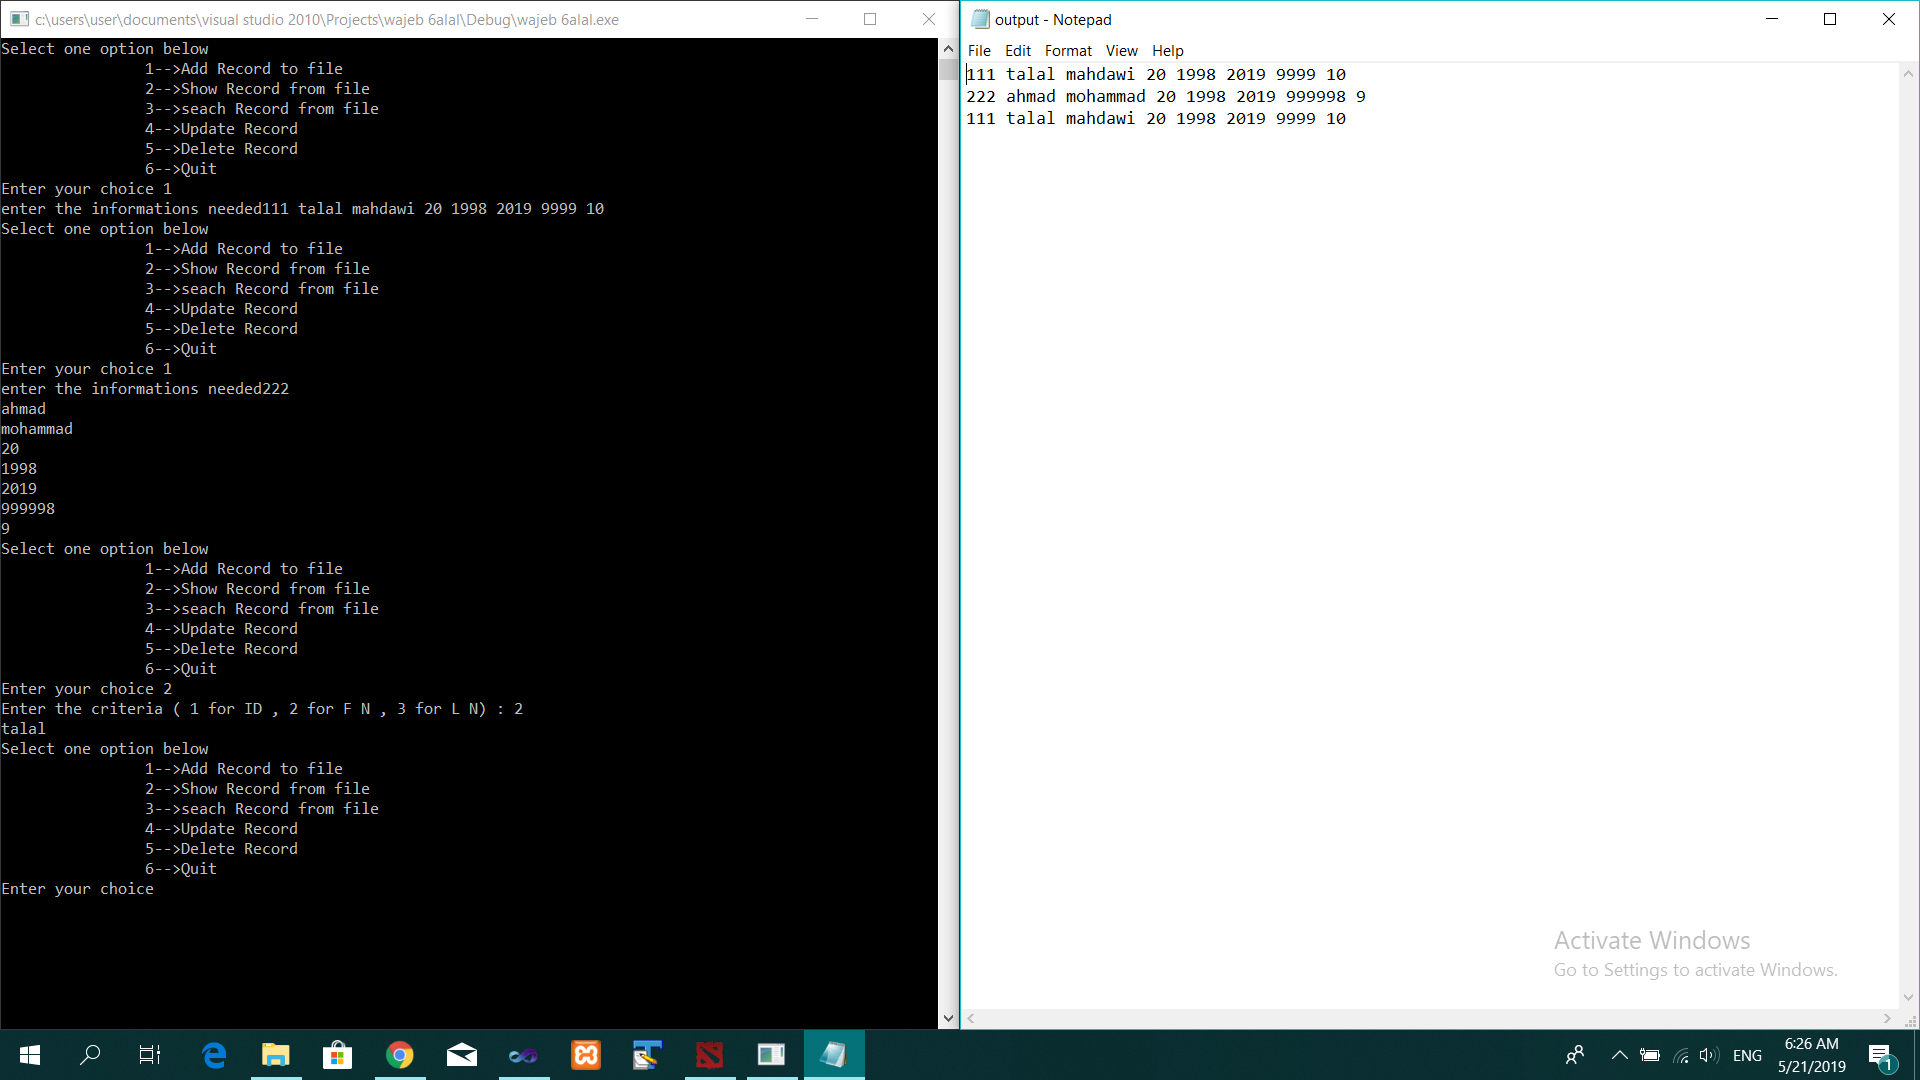 c:\users\user\documents\visual studio 2010\Projects\wajeb 6alal\Debug\wajeb 6alal.exe
Select one option below
1-->Add Record to file
2-->Show Record from file
3-->seach Record from file
4-->Update Record
5-->Delete Record
6-->Quit
Enter your choice 1
enter the informations needed111 talal mahdawi 20 1998 2019 9999 10
Select one option below
1-->Add Record to file
2-->Show Record from file
3-->seach Record from file
4-->Update Record
5-->Delete Record
6-->Quit
Enter your choice 1
enter the informations needed222
ahmad
mohammad
20
1998
2019
999998
9
Select one option below
1-->Add Record to file
2-->Show Record from file
3-->seach Record from file
4-->Update Record
5-->Delete Record
6-->Quit
Enter your choice 2
Enter the criteria ( 1 for ID , 2 for F N , 3 for L N) : 2
talal
Select one option below
1-->Add Record to file
2-->Show Record from file
3-->seach Record from file
4-->Update Record
5-->Delete Record
6-->Quit
Enter your choice
output - Notepad
File Edit Format View Help
111 talal mahdawi 20 1998 2019 9999 10
222 ahmad mohammad 20 1998 2019 999998 9
111 talal mahdawi 20 1998 2019 9999 10
Activate Windows
Go to Settings to activate Windows.
ENG
6:26 AM
5/21/2019
1